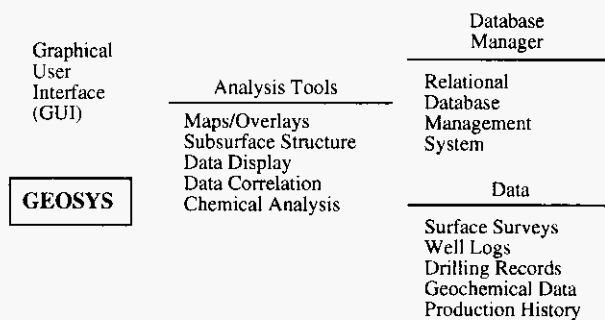 Graphical
User
Interface
(GUI)
GEOSYS
Analysis Tools
Maps/Overlays
Subsurface Structure
Data Display
Data Correlation
Chemical Analysis
Database
Manager
Relational
Database
Management
System
Data
Surface Surveys
Well Logs
Drilling Records
Geochemical Data
Production History